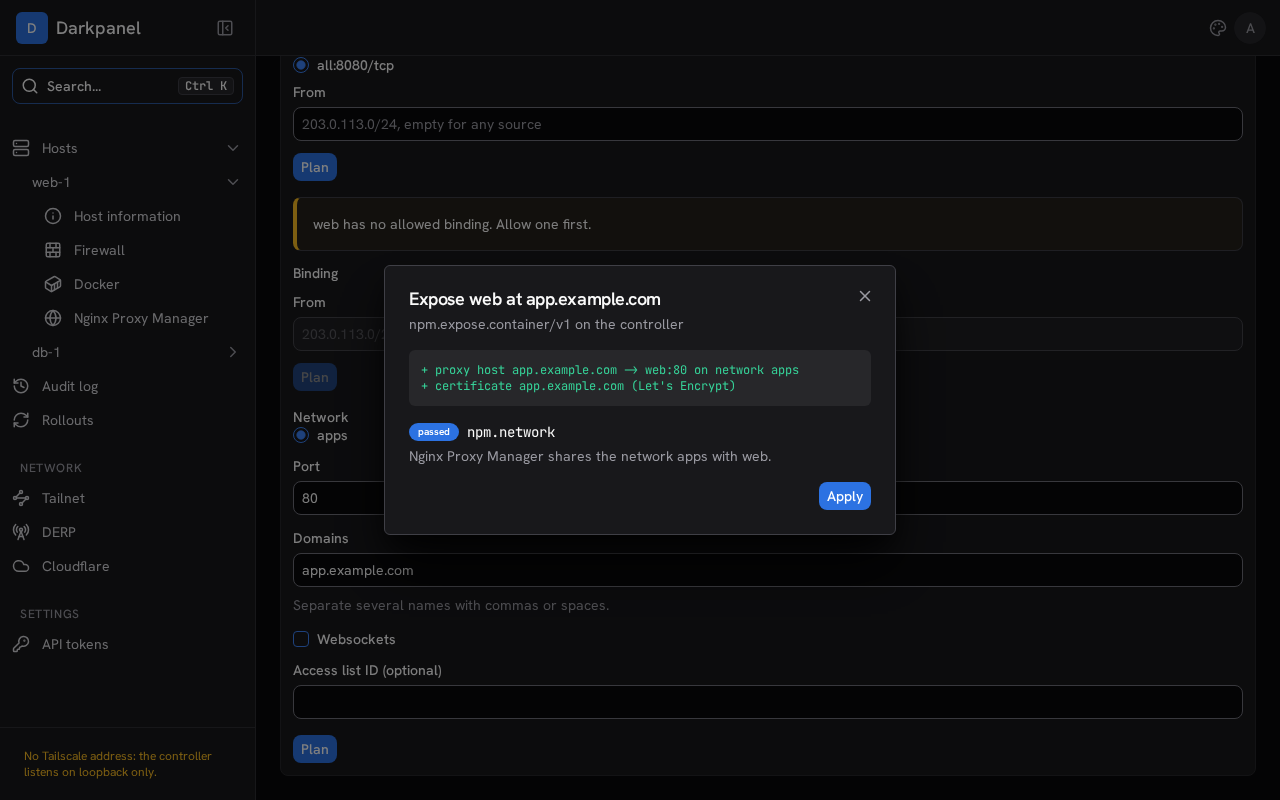 D Darkpanel
A
Search... Ctrl K
Hosts
web-1
Host information
Firewall
Docker
Nginx Proxy Manager
db-1
Audit log
Rollouts
NETWORK
Tailnet
DERP
Cloudflare
SETTINGS
API tokens
No Tailscale address: the controller
listens on loopback only.
all:8080/tcp
From
203.0.113.0/24, empty for any source
Plan
web has no allowed binding. Allow one first.
Binding
From
203.0.113.0/
Plan
Network
apps
Port
80
Domains
app.example.com
Separate several names with commas or spaces.
Websockets
Access list ID (optional)
Plan
Expose web at app.example.com
npm.expose.container/v1 on the controller
+ proxy host app.example.com → web:80 on network apps
+ certificate app.example.com (Let's Encrypt)
passed npm.network
Nginx Proxy Manager shares the network apps with web.
Apply